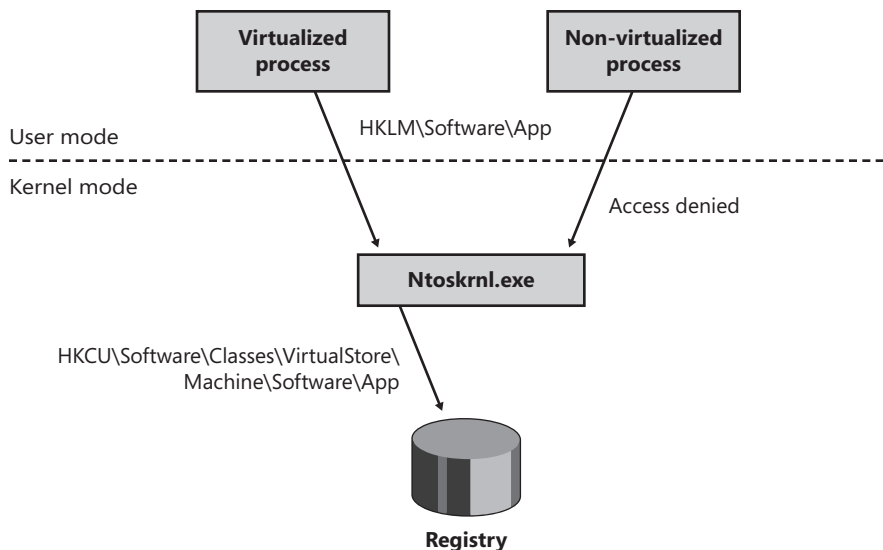 Virtualized
process
Non-virtualized
process
HKLM\Software\App
User mode
Kernel mode
Access denied
Ntoskrnl.exe
HKCU\Software\Classes\VirtualStore\
Machine\Software\App
Registry